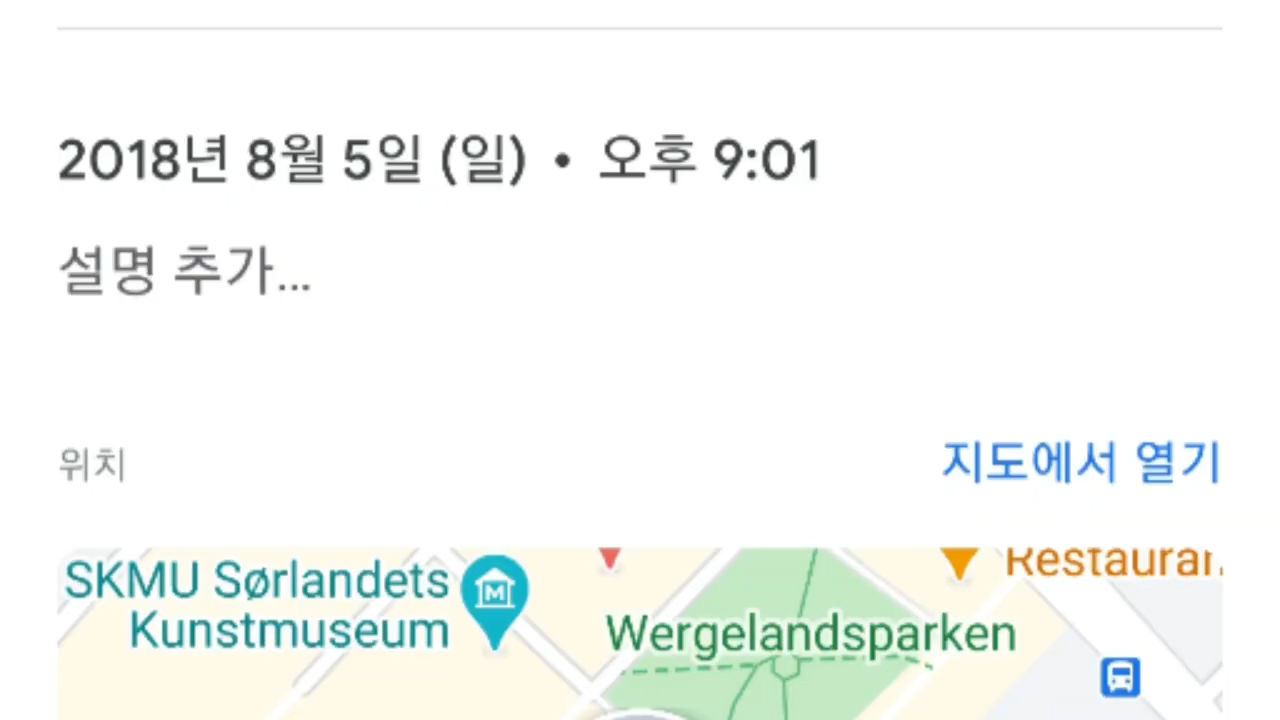 2018년 8월 5일 (일) • 오후 9:01
설명 추가...
위치
지도에서 열기
SKMU Sørlandets
Kunstmuseum
Wergelandsparken